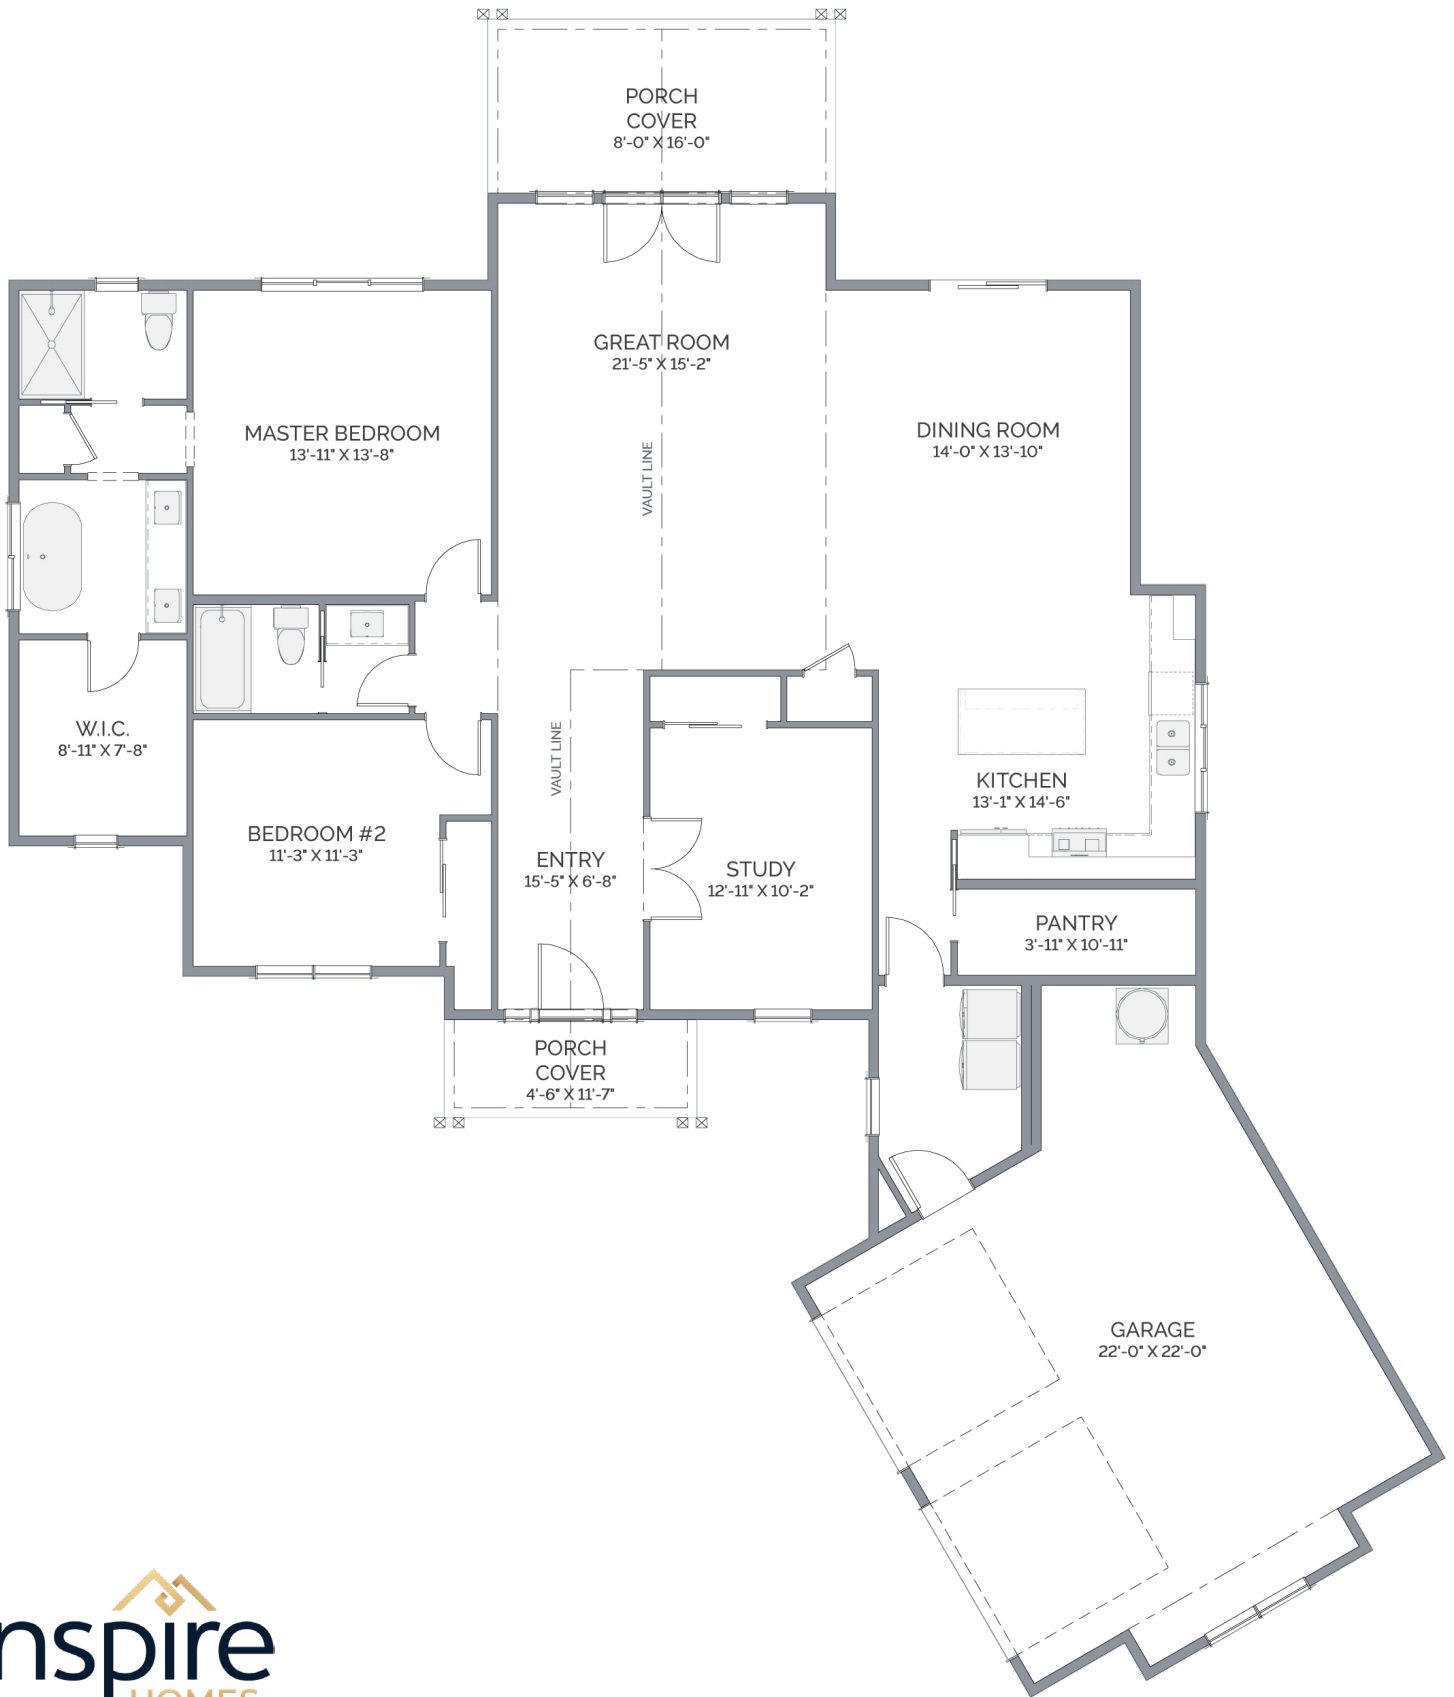 PORCH
COVER
8'-0" X 16'-0"
GREAT ROOM
21'-5" X 15'-2"
MASTER BEDROOM
13'-11" X 13'-8"
DINING ROOM
14'-0" X 13'-10"
VAULT LINE
W.I.C.
8'-11" X 7'-8"
VAULT LINE
KITCHEN
13'-1" X 14'-6"
BEDROOM #2
11'-3" X 11'-3"
ENTRY
15'-5" X 6'-8"
STUDY
12'-11" X 10'-2"
PANTRY
3'-11" X 10'-11"
PORCH
COVER
4'-6" X 11'-7"
GARAGE
22'-0" X 22'-0"
nspire
HOMES